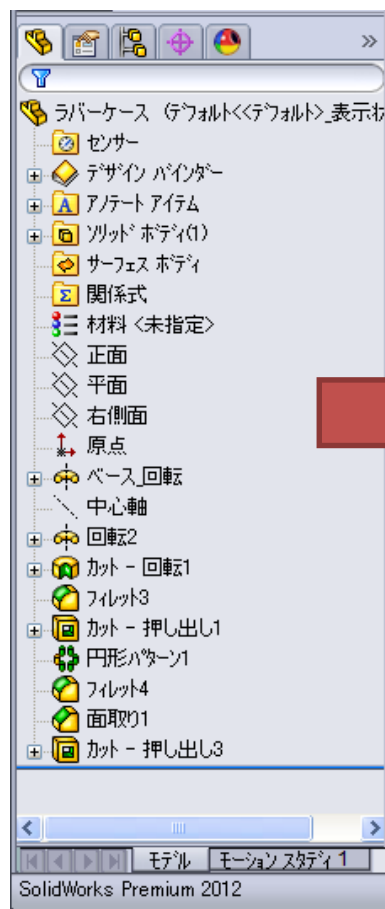 »
ラバーケース (デフォルト<<デフォルト>_表示状
センサー
デザイン バインダー
A アノテート アイテム
ソリッド ボディ(1)
サーフェス ボディ
Σ 関係式
材料 <未指定>
正面
平面
右側面
原点
ベース_回転
中心軸
回転2
カット - 回転1
フィレット3
カット - 押し出し1
円形パターン1
フィレット4
面取り1
カット - 押し出し3
モデル モーション スタディ 1
SolidWorks Premium 2012